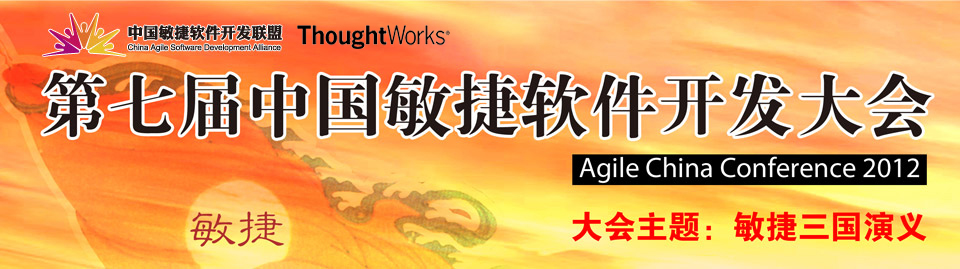 中国敏捷软件开发联盟
China Agile Software Development Alliance
ThoughtWorks®
第七届中国敏捷软件开发大会
Agile China Conference 2012
敏捷
大会主题：敏捷三国演义